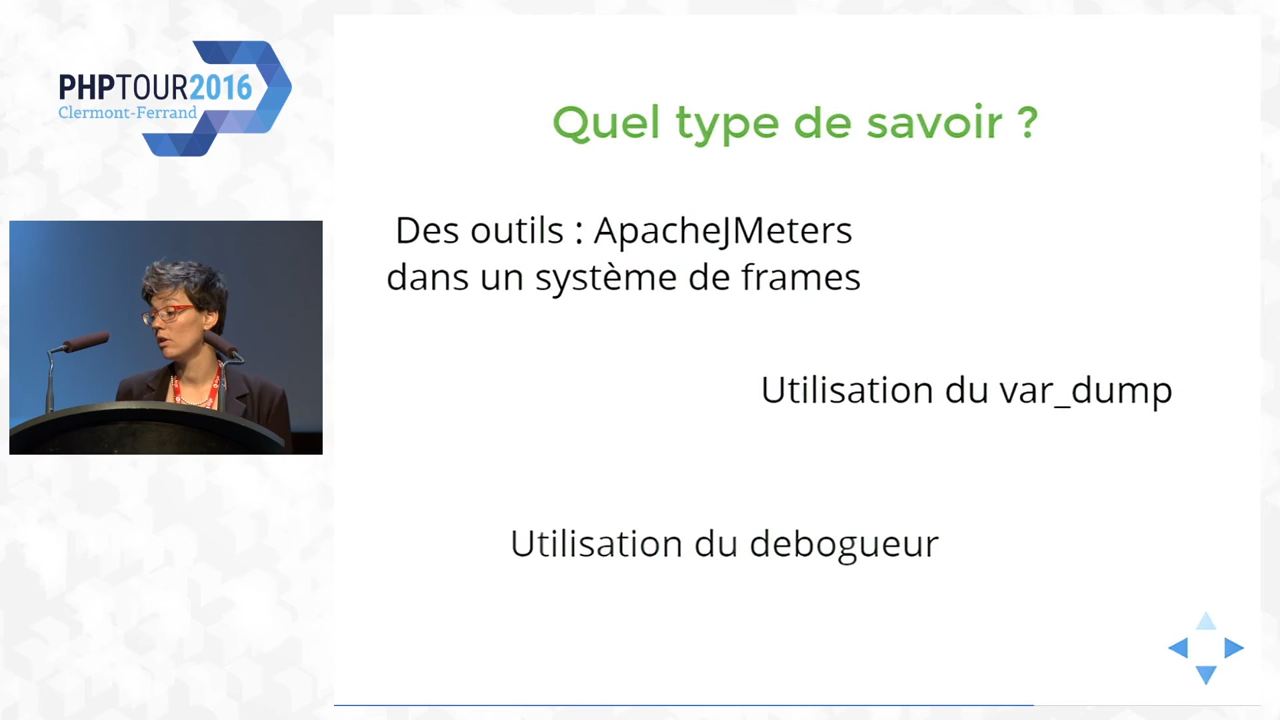 PHPTOUR2016
Clermont-Ferrand
Quel type de savoir ?
Des outils : ApacheJMeters
dans un système de frames
Utilisation du var_dump
Utilisation du debogueur